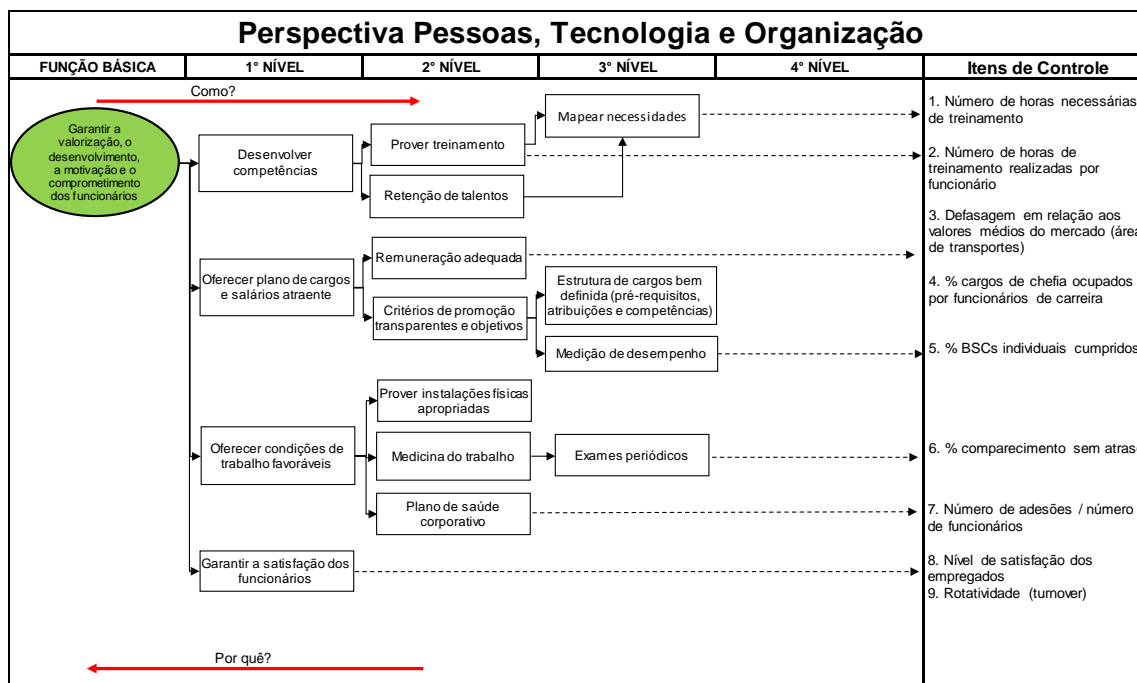 Perspectiva Pessoas, Tecnologia e Organização
FUNÇÃO BÁSICA
1° NÍVEL
2° NÍVEL
3° NÍVEL
4° NÍVEL
Itens de Controle
Como?
Garantir a
valorização, o
desenvolvimento,
a motivação e o
comprometimento
dos funcionários
Desenvolver
competências
Prover treinamento
Retenção de talentos
Mapear necessidades
1. Número de horas necessárias
de treinamento
2. Número de horas de
treinamento realizadas por
funcionário
Oferecer plano de cargos
e salários atraente
Remuneração adequada
Critérios de promoção
transparentes e objetivos
Estrutura de cargos bem
definida (pré-requisitos,
atribuições e competências)
Medição de desempenho
3. Defasagem em relação aos
valores médios do mercado (área
de transportes)
4. % cargos de chefia ocupados
por funcionários de carreira
5. % BSCs individuais cumpridos
Oferecer condições de
trabalho favoráveis
Prover instalações físicas
apropriadas
Medicina do trabalho
Exames periódicos
Plano de saúde
corporativo
6. % comparecimento sem atraso
7. Número de adesões / número
de funcionários
Garantir a satisfação dos
funcionários
8. Nível de satisfação dos
empregados
9. Rotatividade (turnover)
Por quê?